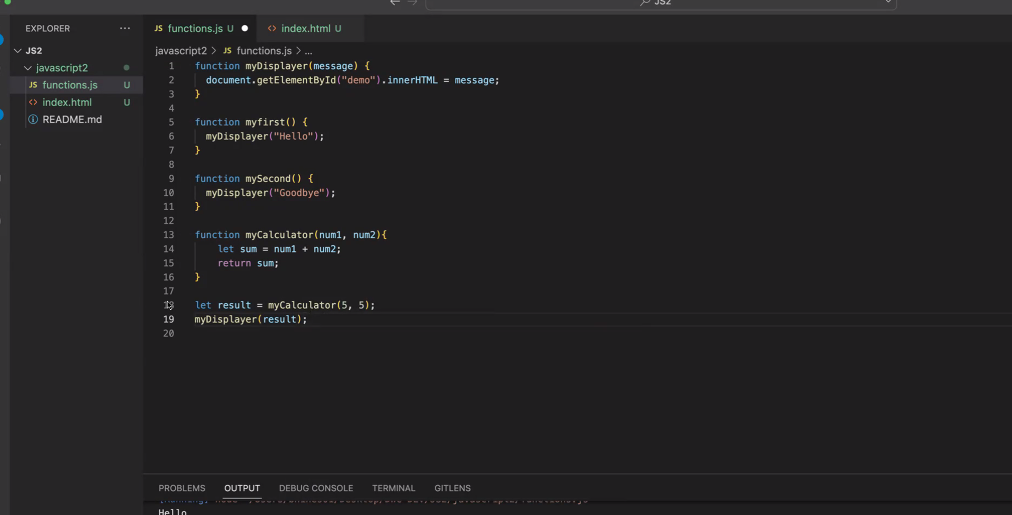 JS2
EXPLORER ...
JS functions.js U
<> index.html U
JS2
javascript2 > JS functions.js > ...
javascript2
JS functions.js U
<> index.html U
README.md
1 function myDisplayer(message) {
2 document.getElementById("demo").innerHTML = message;
3 }
4
5 function myfirst() {
6 myDisplayer("Hello");
7 }
8
9 function mySecond() {
10 myDisplayer("Goodbye");
11 }
12
13 function myCalculator(num1, num2){
14 let sum = num1 + num2;
15 return sum;
16 }
17
18 let result = myCalculator(5, 5);
19 myDisplayer(result);
20
PROBLEMS OUTPUT DEBUG CONSOLE TERMINAL GITLENS
Hello